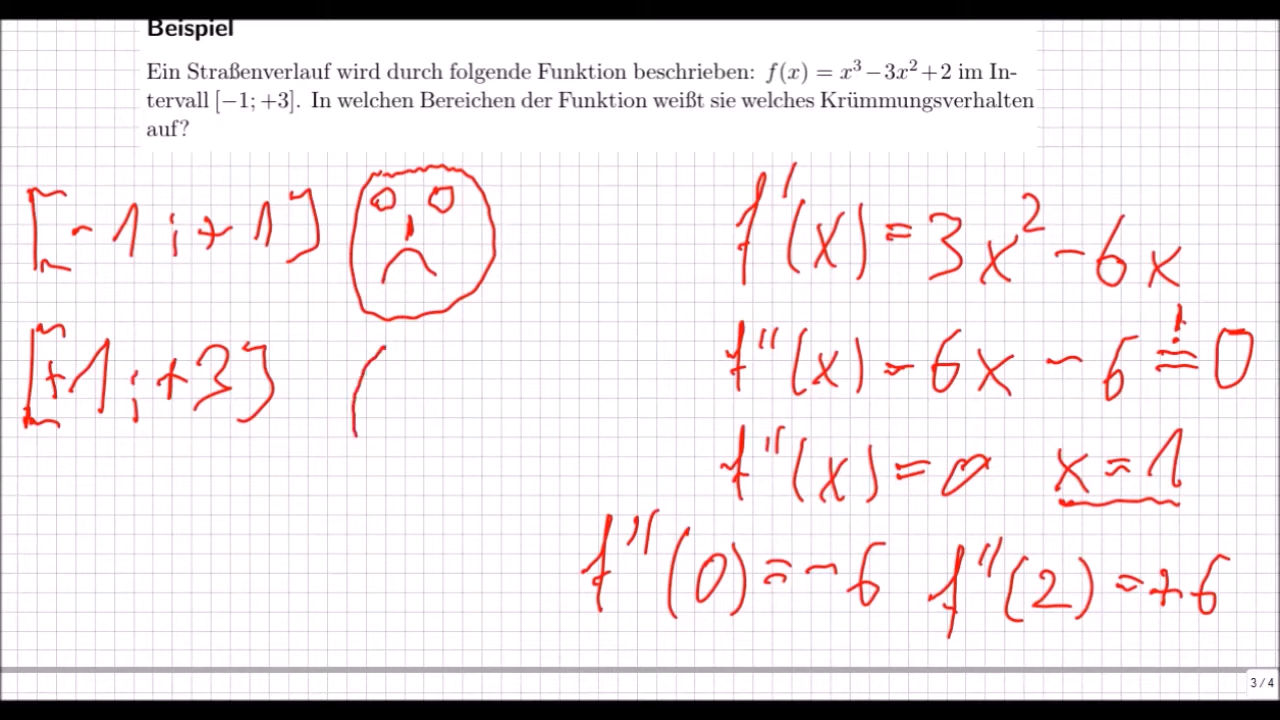 Beispiel
Ein Straßenverlauf wird durch folgende Funktion beschrieben: f(x) = x³ − 3x² + 2 im In-
tervall [−1; +3]. In welchen Bereichen der Funktion weißt sie welches Krümmungsverhalten
auf?
[-1;+1]
f'(x) = 3x² - 6x
[+1;+3]
f''(x) = 6x - 6 = 0
f''(x) = 0 x = 1
f''(0) = -6 f''(2) = +6
3 / 4